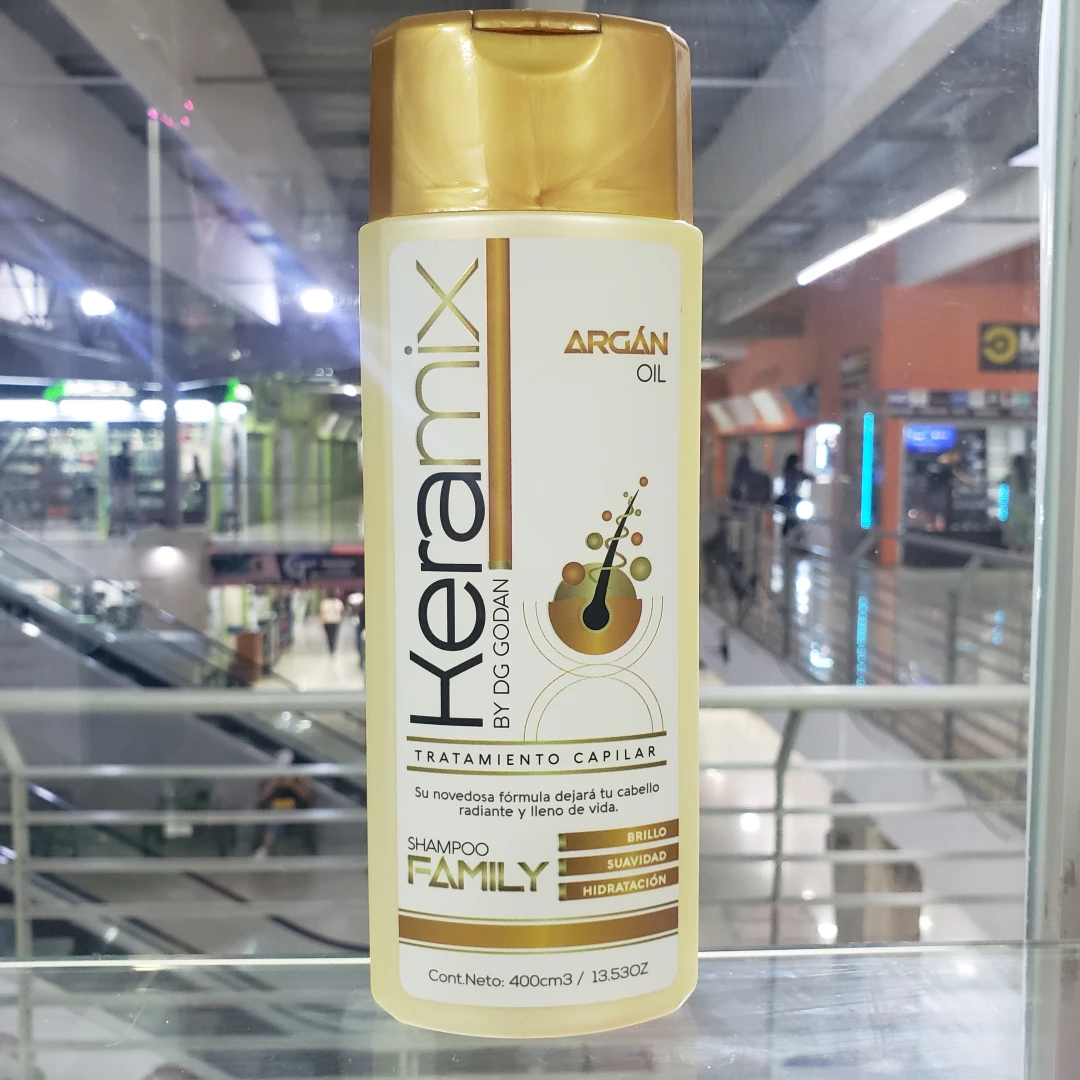 Keramix
BY DG GODAN
ARGÁN
OIL
TRATAMIENTO CAPILAR
Su novedosa fórmula dejará tu cabello
radiante y lleno de vida.
SHAMPOO
FAMILY
BRILLO
SUAVIDAD
HIDRATACIÓN
Cont.Neto: 400cm3 / 13.53OZ